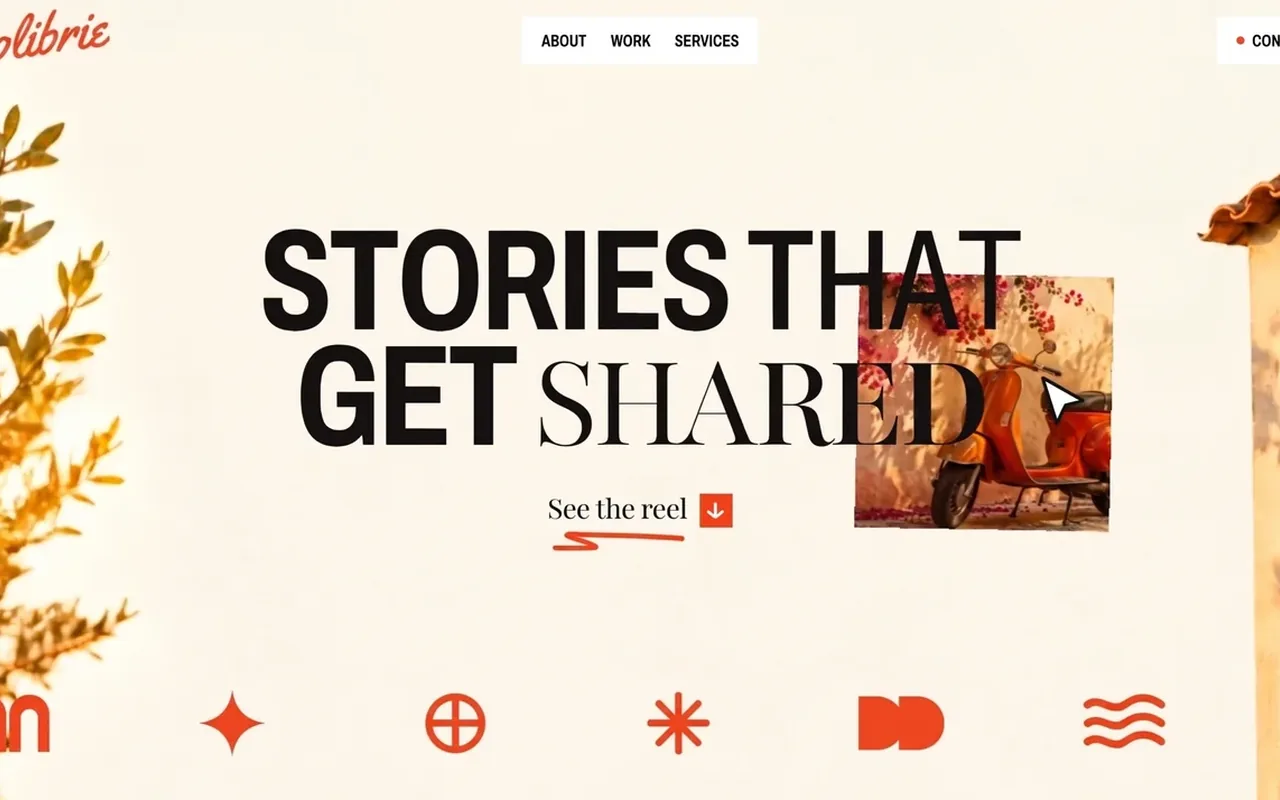 olibrie
ABOUT WORK SERVICES
CON
STORIES THAT
GET SHARED
See the reel